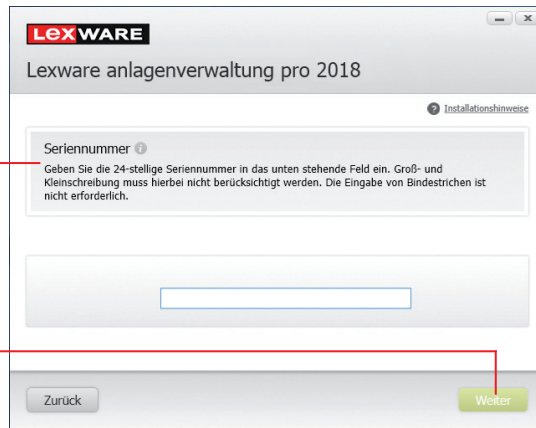 LEXWARE
Lexware anlagenverwaltung pro 2018
? Installationshinweise
Seriennummer i
Geben Sie die 24-stellige Seriennummer in das unten stehende Feld ein. Groß- und
Kleinschreibung muss hierbei nicht berücksichtigt werden. Die Eingabe von Bindestrichen ist
nicht erforderlich.
Zurück
Weiter